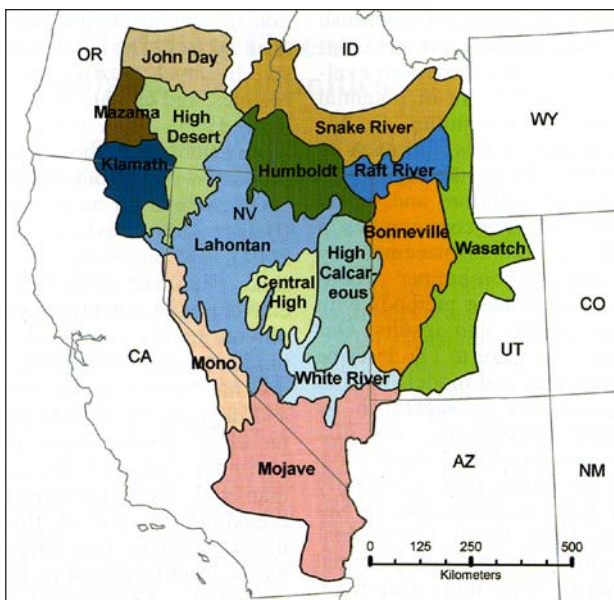 OR
ID
John Day
Mazama
High
Desert
Snake River
WY
Klamath
Humboldt
Raft River
NV
Lahontan
High
Calcar-
eous
Bonneville
Wasatch
Central
High
CO
UT
CA
Mono
White River
Mojave
AZ
NM
0 125 250 500
Kilometers